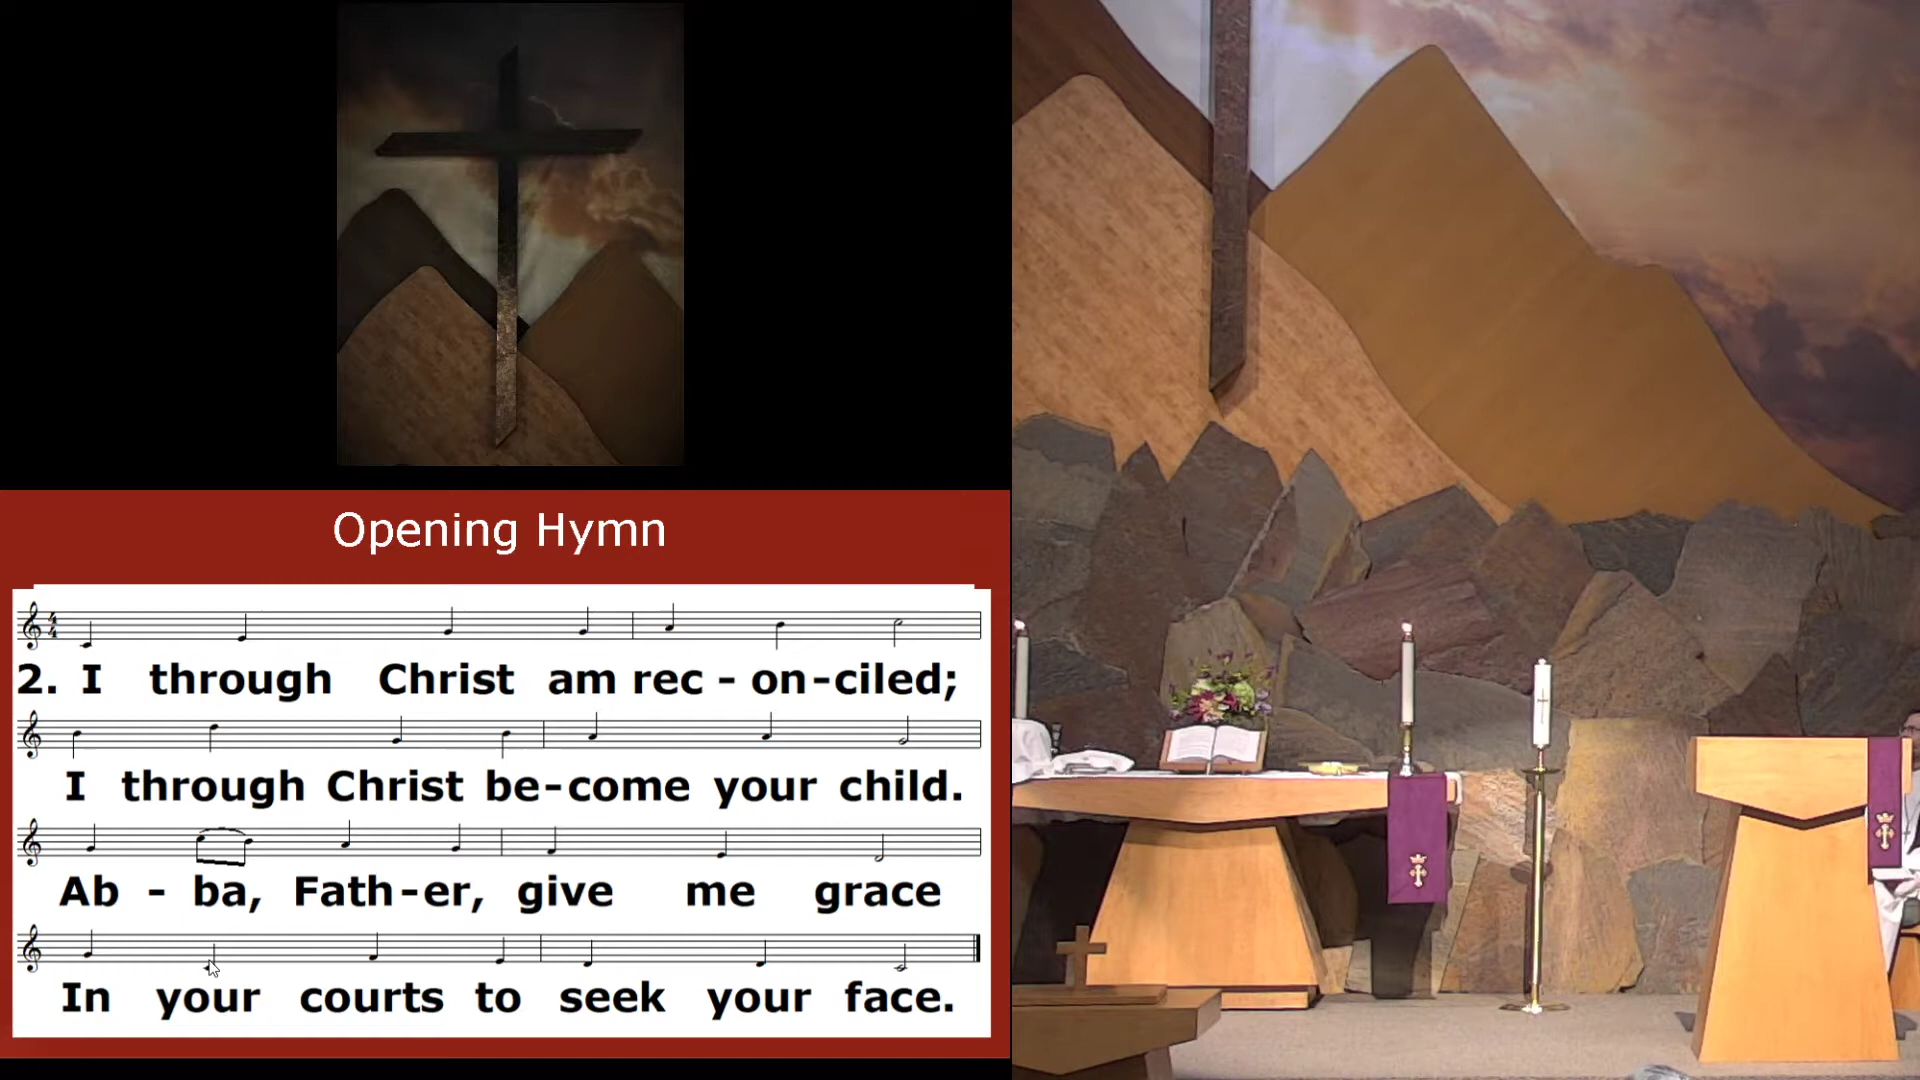 Opening Hymn
2. I through Christ am rec - on-ciled;
I through Christ be-come your child.
Ab - ba, Fath-er, give me grace
In your courts to seek your face.